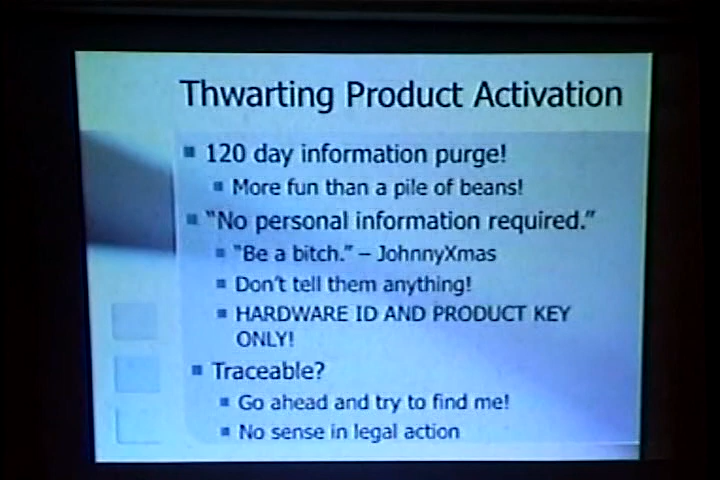 Thwarting Product Activation
120 day information purge!
More fun than a pile of beans!
“No personal information required.”
“Be a bitch.” – JohnnyXmas
Don’t tell them anything!
HARDWARE ID AND PRODUCT KEY
ONLY!
Traceable?
Go ahead and try to find me!
No sense in legal action